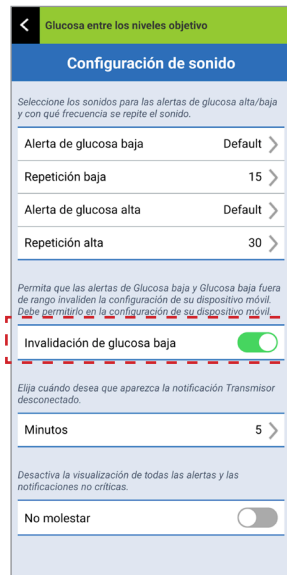 Glucosa entre los niveles objetivo
Configuración de sonido
Seleccione los sonidos para las alertas de glucosa alta/baja
y con qué frecuencia se repite el sonido.
Alerta de glucosa baja Default
Repetición baja 15
Alerta de glucosa alta Default
Repetición alta 30
Permita que las alertas de Glucosa baja y Glucosa baja fuera
de rango invaliden la configuración de su dispositivo móvil.
Debe permitirlo en la configuración de su dispositivo móvil.
Invalidación de glucosa baja
Elija cuándo desea que aparezca la notificación Transmisor
desconectado.
Minutos 5
Desactiva la visualización de todas las alertas y las
notificaciones no críticas.
No molestar